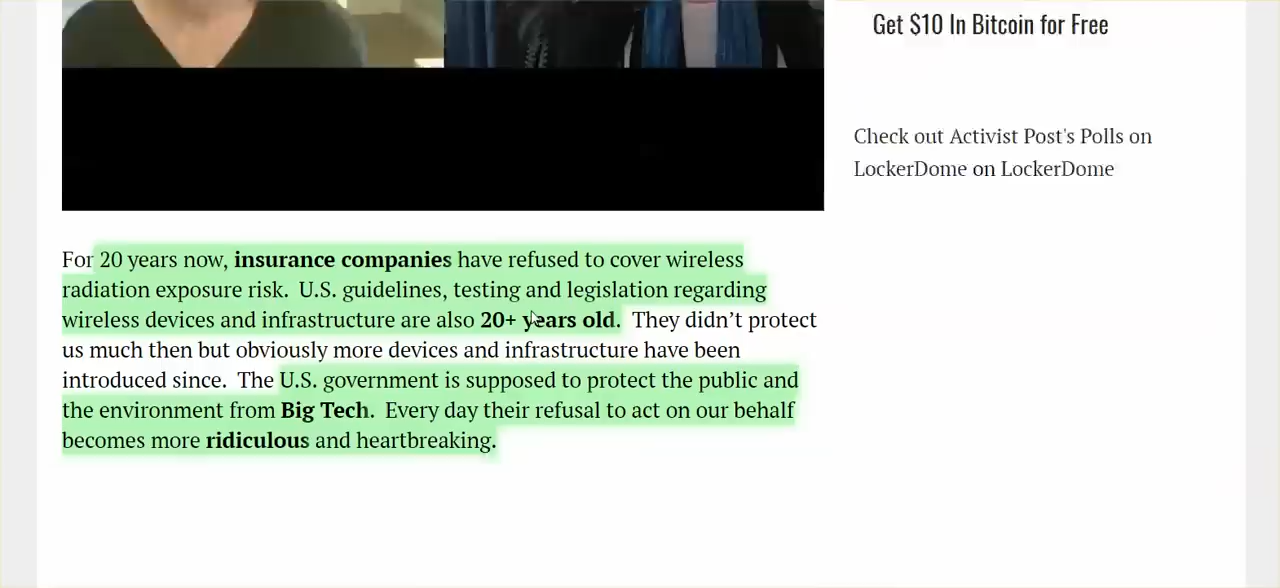 Get $10 In Bitcoin for Free
Check out Activist Post's Polls on
LockerDome on LockerDome
For 20 years now, insurance companies have refused to cover wireless
radiation exposure risk.  U.S. guidelines, testing and legislation regarding
wireless devices and infrastructure are also 20+ years old.  They didn’t protect
us much then but obviously more devices and infrastructure have been
introduced since.  The U.S. government is supposed to protect the public and
the environment from Big Tech.  Every day their refusal to act on our behalf
becomes more ridiculous and heartbreaking.